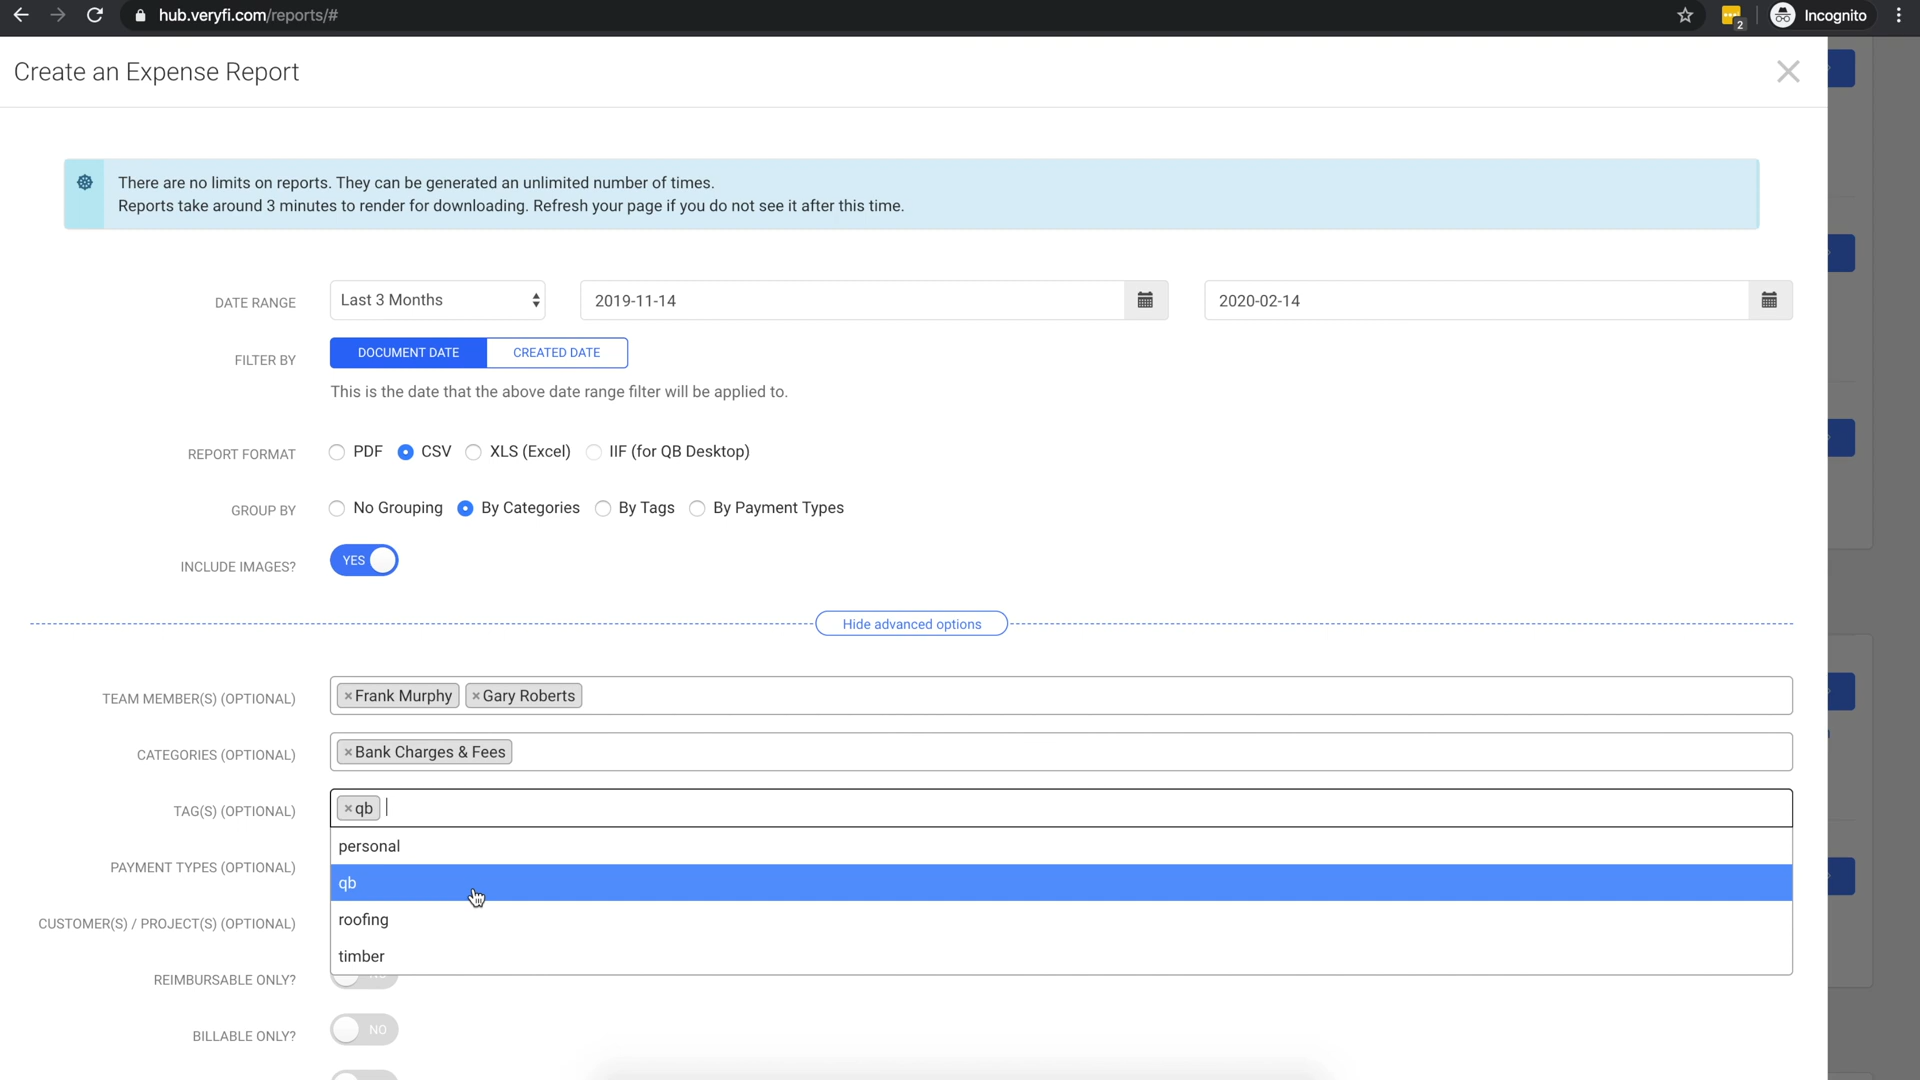 hub.veryfi.com/reports/#
2
Incognito
Create an Expense Report
There are no limits on reports. They can be generated an unlimited number of times.
Reports take around 3 minutes to render for downloading. Refresh your page if you do not see it after this time.
DATE RANGE
Last 3 Months
2019-11-14
2020-02-14
FILTER BY
DOCUMENT DATE
CREATED DATE
This is the date that the above date range filter will be applied to.
REPORT FORMAT
PDF
CSV
XLS (Excel)
IIF (for QB Desktop)
GROUP BY
No Grouping
By Categories
By Tags
By Payment Types
INCLUDE IMAGES?
YES
Hide advanced options
TEAM MEMBER(S) (OPTIONAL)
×Frank Murphy
×Gary Roberts
CATEGORIES (OPTIONAL)
×Bank Charges & Fees
TAG(S) (OPTIONAL)
×qb
personal
PAYMENT TYPES (OPTIONAL)
qb
CUSTOMER(S) / PROJECT(S) (OPTIONAL)
roofing
timber
REIMBURSABLE ONLY?
BILLABLE ONLY?
NO